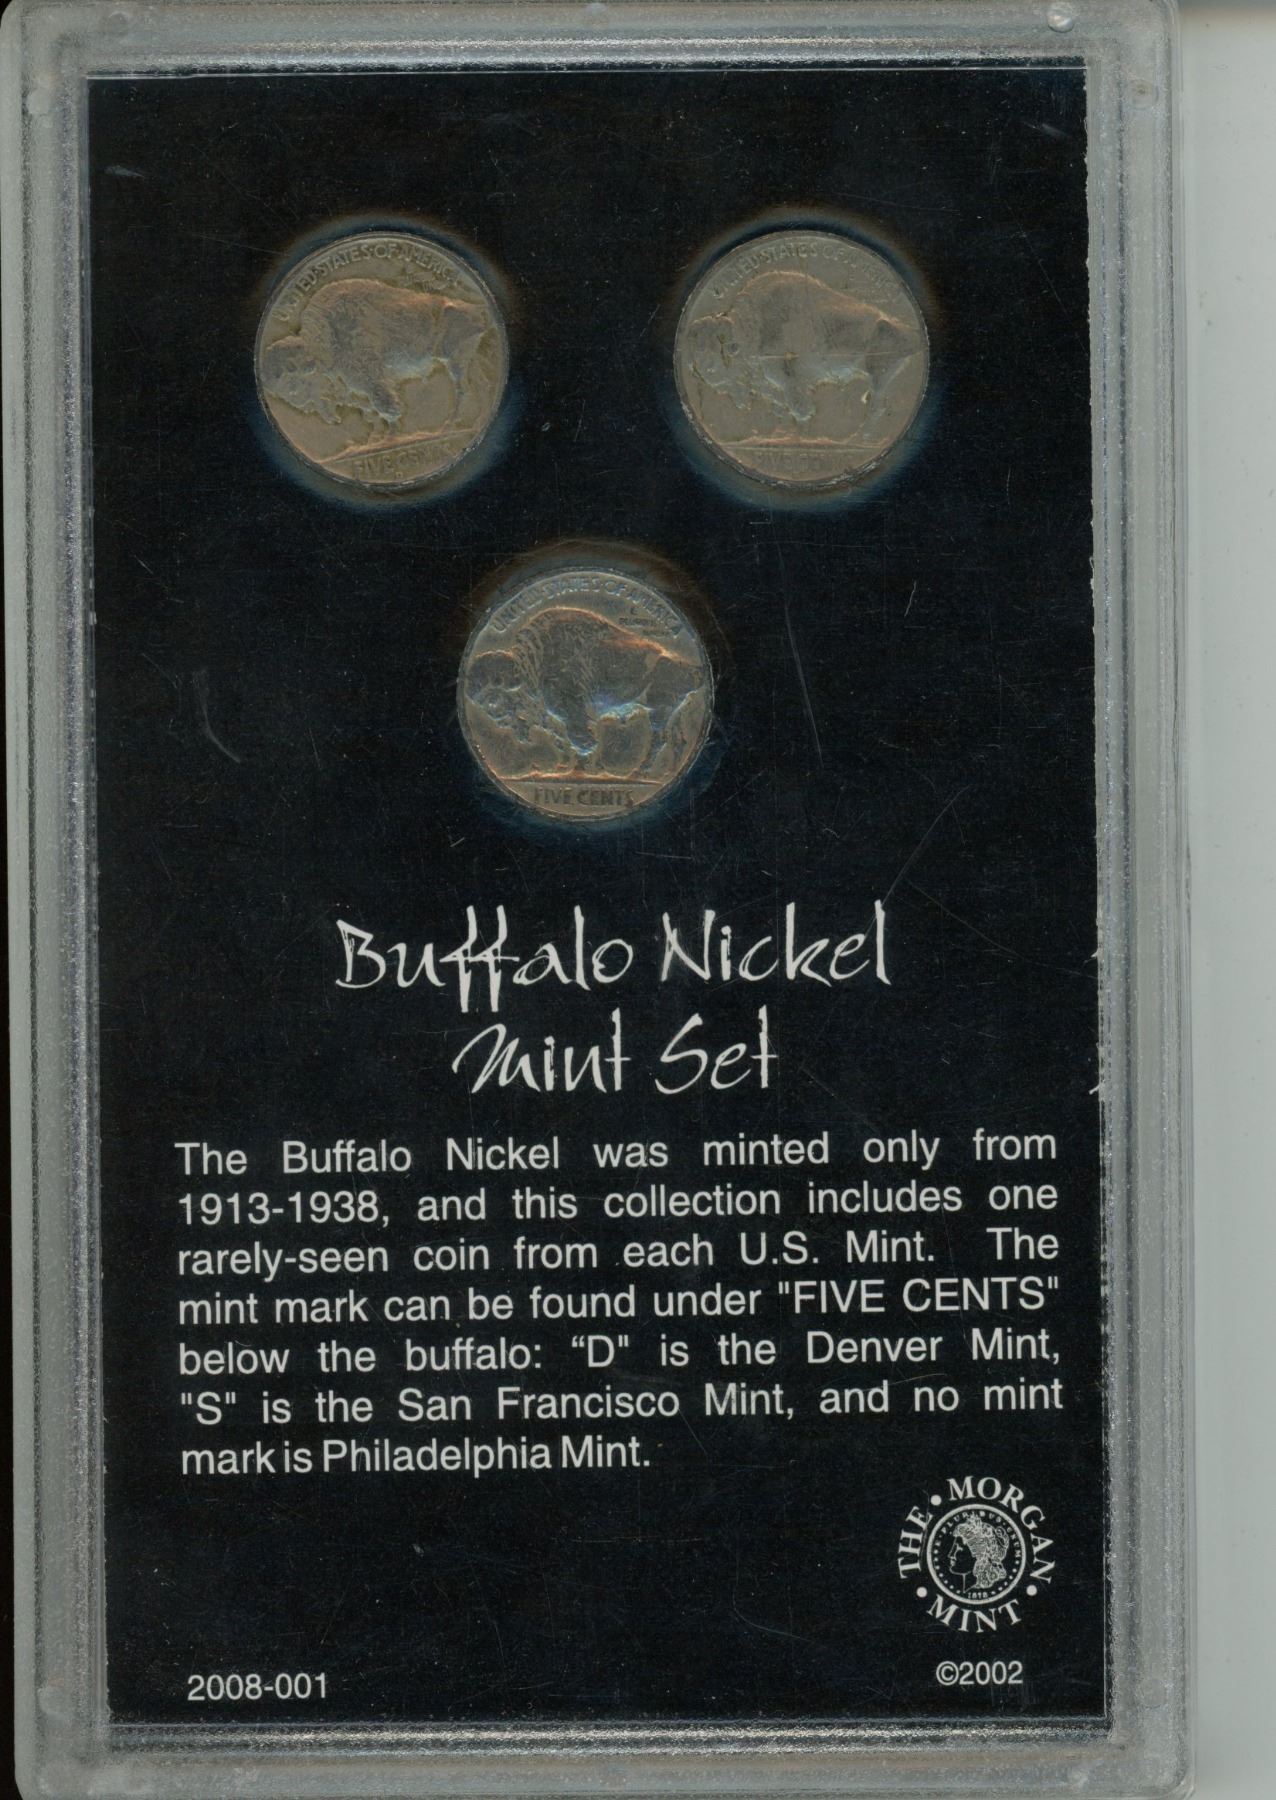 UNITED·STATES·OF·AMERICA
FIVE CENTS
UNITED·STATES·OF·AMERICA
FIVE CENTS
UNITED·STATES·OF·AMERICA
FIVE CENTS
Buffalo Nickel
Mint Set
The Buffalo Nickel was minted only from
1913-1938, and this collection includes one
rarely-seen coin from each U.S. Mint. The
mint mark can be found under "FIVE CENTS"
below the buffalo: “D" is the Denver Mint,
"S" is the San Francisco Mint, and no mint
mark is Philadelphia Mint.
THE • MORGAN • MINT •
2008-001
©2002